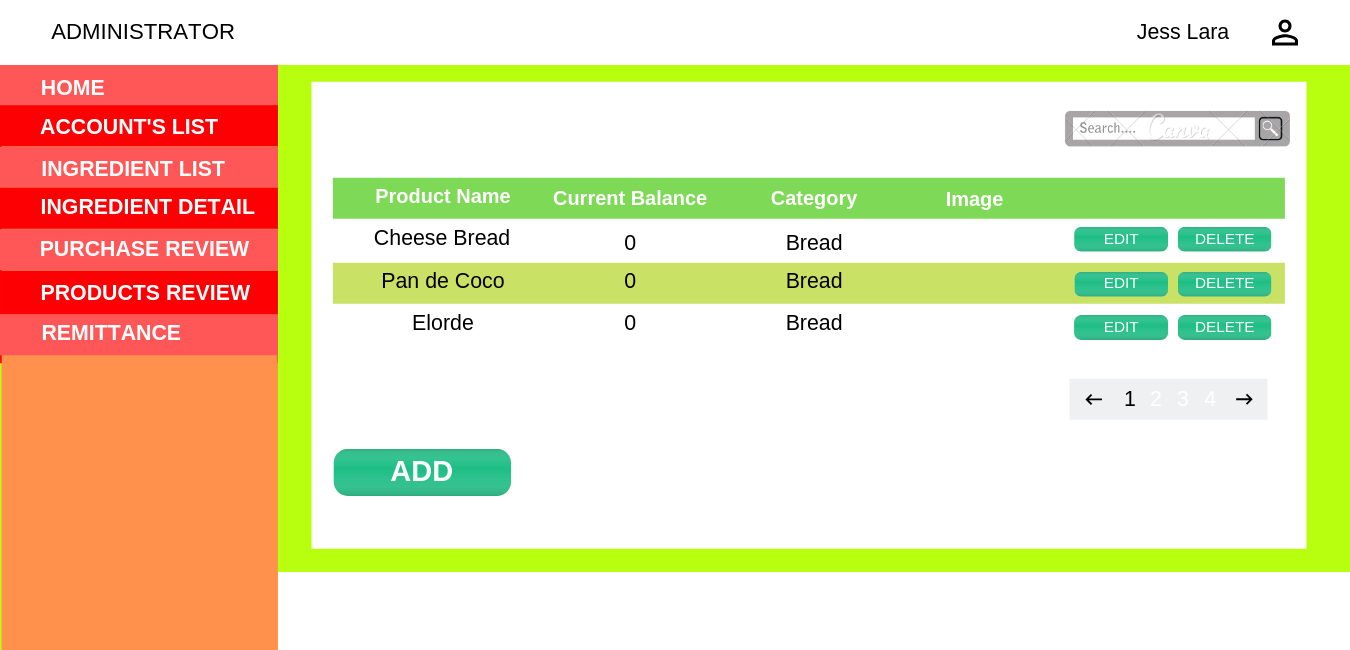 ADMINISTRATOR
Jess Lara
HOME
ACCOUNT'S LIST
INGREDIENT LIST
INGREDIENT DETAIL
PURCHASE REVIEW
PRODUCTS REVIEW
REMITTANCE
Search....
Canva
Product Name Current Balance Category Image
Cheese Bread 0 Bread EDIT DELETE
Pan de Coco 0 Bread EDIT DELETE
Elorde 0 Bread EDIT DELETE
← 1 2 3 4 →
ADD